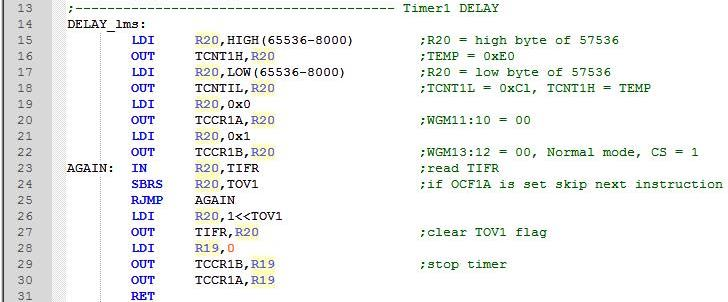 13 ;---------------------------------------- Timer1 DELAY
14 DELAY_1ms:
15 LDI R20,HIGH(65536-8000) ;R20 = high byte of 57536
16 OUT TCNT1H,R20 ;TEMP = 0xE0
17 LDI R20,LOW(65536-8000) ;R20 = low byte of 57536
18 OUT TCNT1L,R20 ;TCNT1L = 0xC1, TCNT1H = TEMP
19 LDI R20,0x0
20 OUT TCCR1A,R20 ;WGM11:10 = 00
21 LDI R20,0x1
22 OUT TCCR1B,R20 ;WGM13:12 = 00, Normal mode, CS = 1
23 AGAIN: IN R20,TIFR ;read TIFR
24 SBRS R20,TOV1 ;if OCF1A is set skip next instruction
25 RJMP AGAIN
26 LDI R20,1<<TOV1
27 OUT TIFR,R20 ;clear TOV1 flag
28 LDI R19,0
29 OUT TCCR1B,R19 ;stop timer
30 OUT TCCR1A,R19
31 RET